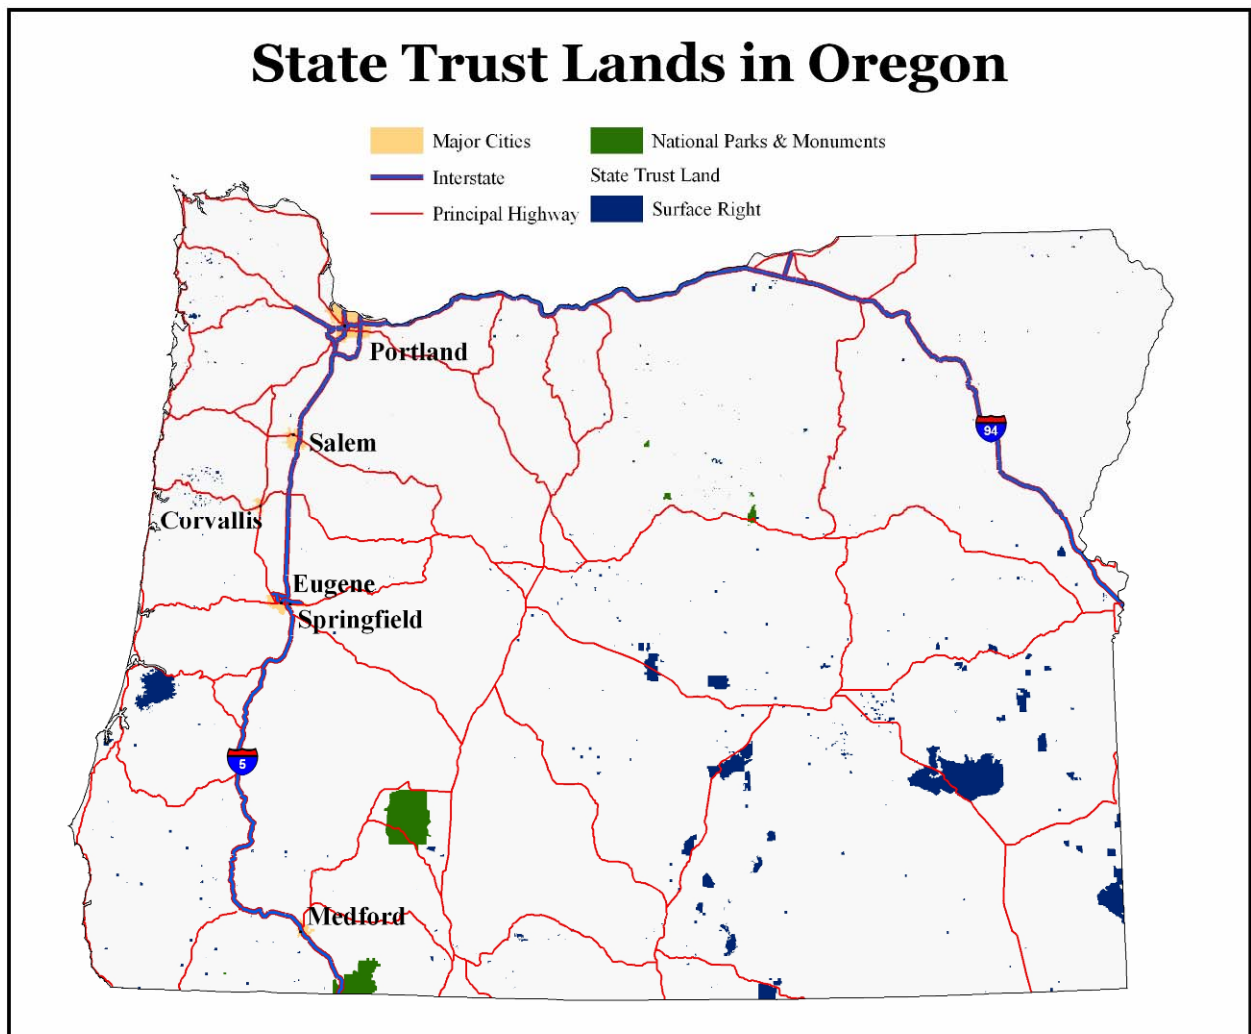 State Trust Lands in Oregon
Major Cities
National Parks & Monuments
Interstate
State Trust Land
Principal Highway
Surface Right
Portland
94
Salem
Corvallis
Eugene
Springfield
5
Medford